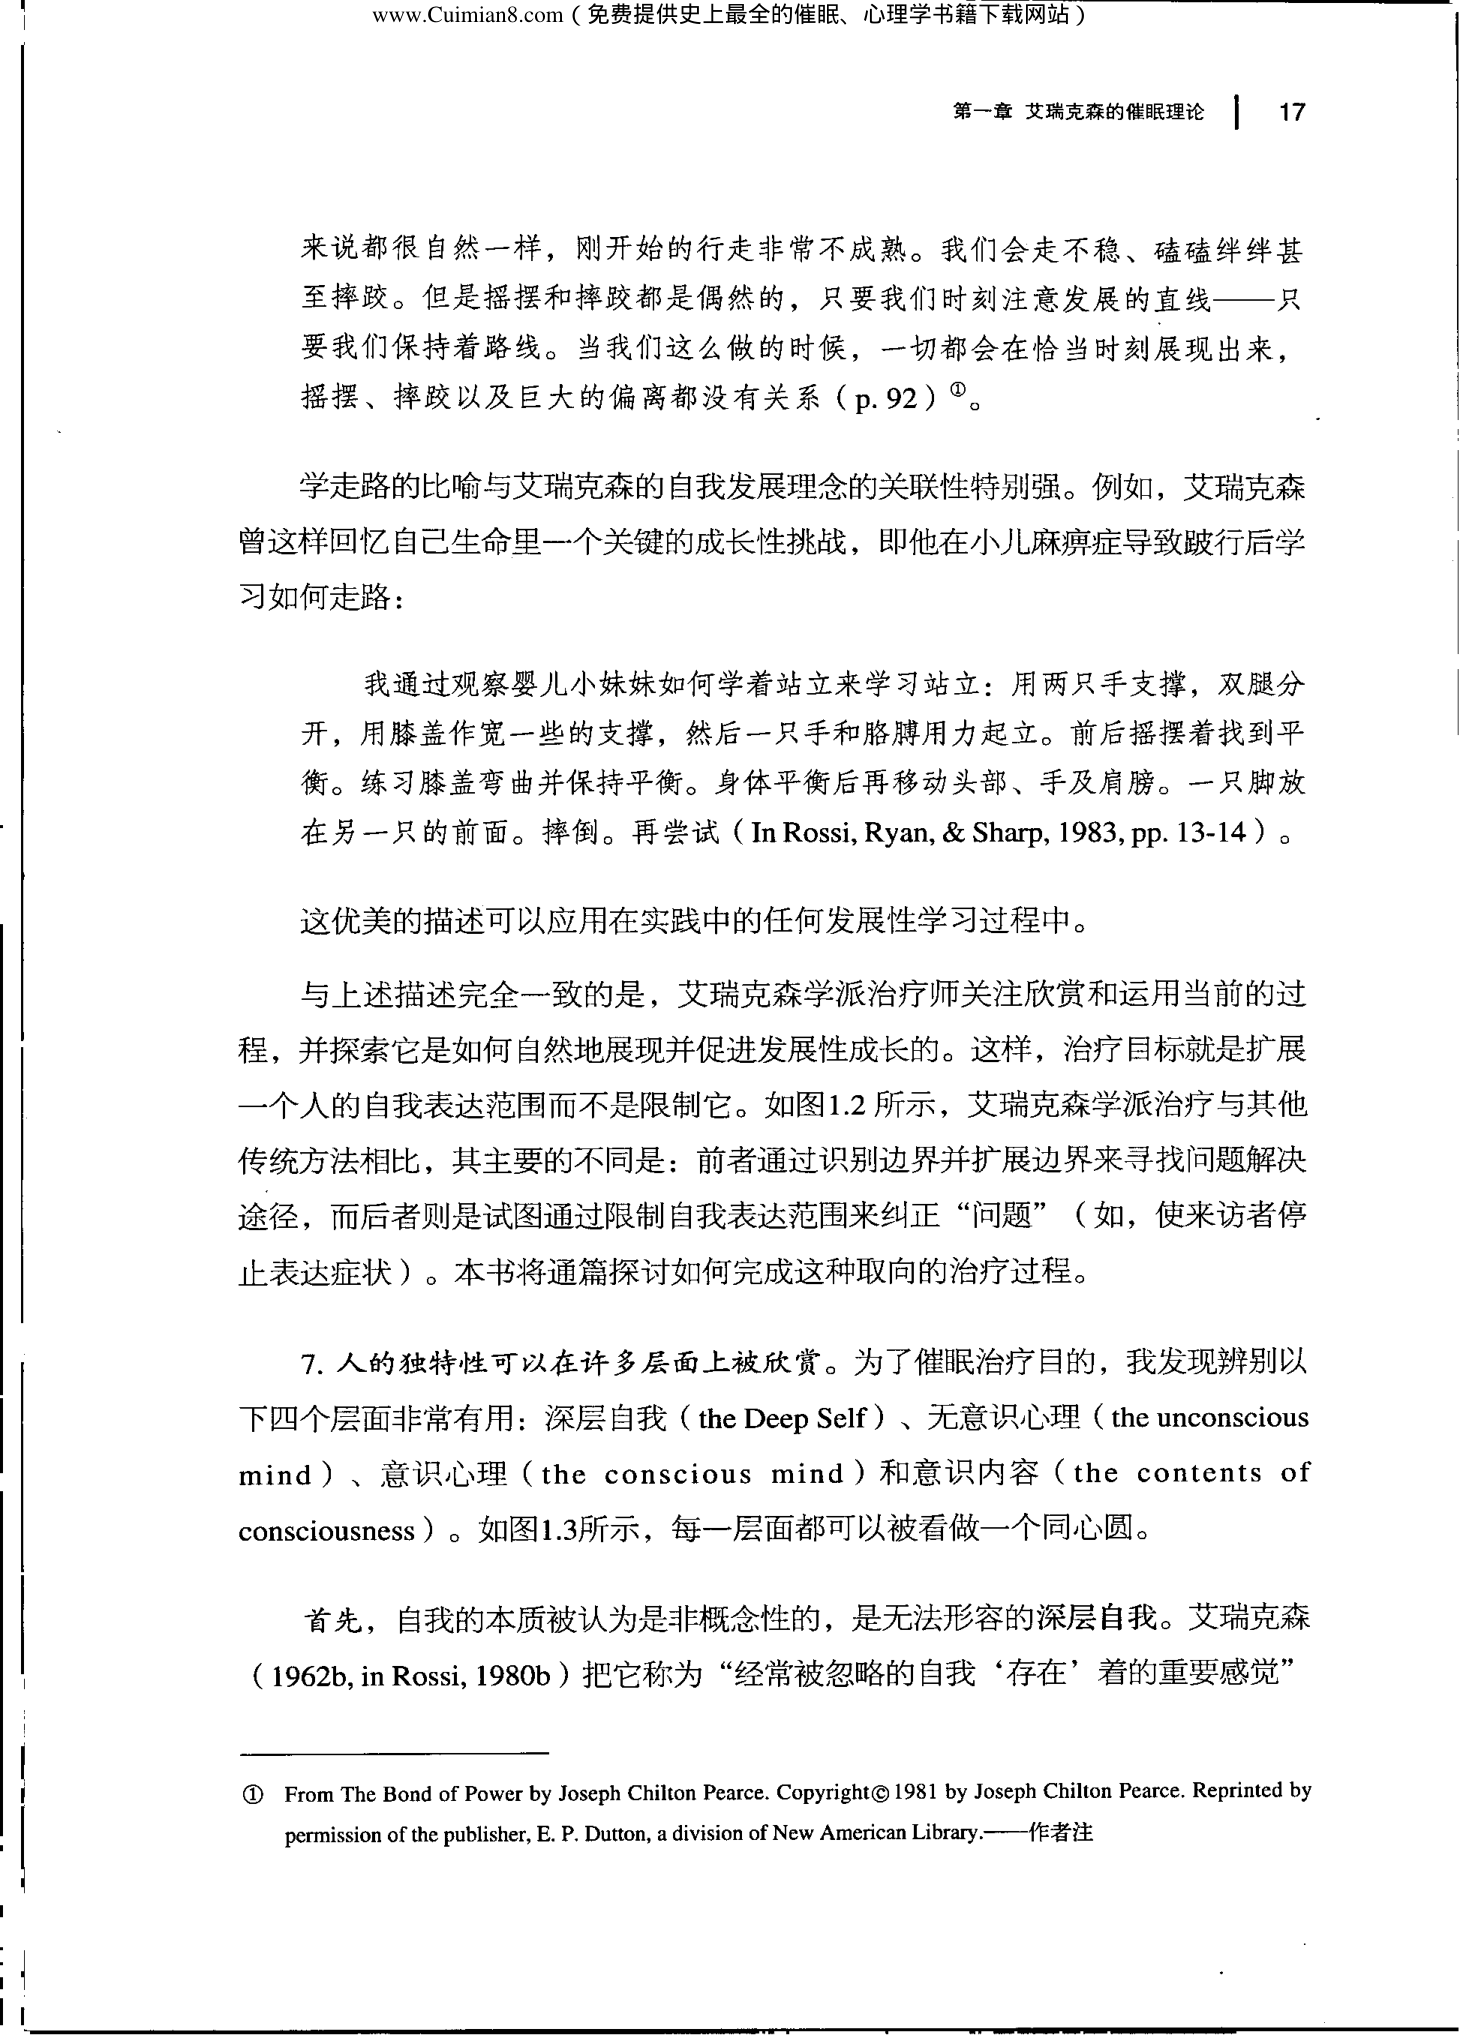 www.Cuimian8.com（免费提供史上最全的催眠、心理学书籍下载网站）
第一章 艾瑞克森的催眠理论 17
来说都很自然一样，刚开始的行走非常不成熟。我们会走不稳、磕磕绊绊甚
至摔跤。但是摇摆和摔跤都是偶然的，只要我们时刻注意发展的直线——只
要我们保持着路线。当我们这么做的时候，一切都会在恰当时刻展现出来，
摇摆、摔跤以及巨大的偏离都没有关系（p. 92）①。
学走路的比喻与艾瑞克森的自我发展理念的关联性特别强。例如，艾瑞克森
曾这样回忆自己生命里一个关键的成长性挑战，即他在小儿麻痹症导致跛行后学
习如何走路：
我通过观察婴儿小妹妹如何学着站立来学习站立：用两只手支撑，双腿分
开，用膝盖作宽一些的支撑，然后一只手和胳膊用力起立。前后摇摆着找到平
衡。练习膝盖弯曲并保持平衡。身体平衡后再移动头部、手及肩膀。一只脚放
在另一只的前面。摔倒。再尝试（In Rossi, Ryan, & Sharp, 1983, pp. 13-14）。
这优美的描述可以应用在实践中的任何发展性学习过程中。
与上述描述完全一致的是，艾瑞克森学派治疗师关注欣赏和运用当前的过
程，并探索它是如何自然地展现并促进发展性成长的。这样，治疗目标就是扩展
一个人的自我表达范围而不是限制它。如图1.2 所示，艾瑞克森学派治疗与其他
传统方法相比，其主要的不同是：前者通过识别边界并扩展边界来寻找问题解决
途径，而后者则是试图通过限制自我表达范围来纠正“问题”（如，使来访者停
止表达症状）。本书将通篇探讨如何完成这种取向的治疗过程。
7. 人的独特性可以在许多层面上被欣赏。为了催眠治疗目的，我发现辨别以
下四个层面非常有用：深层自我（the Deep Self）、无意识心理（the unconscious
mind）、意识心理（the conscious mind）和意识内容（the contents of
consciousness）。如图1.3所示，每一层面都可以被看做一个同心圆。
首先，自我的本质被认为是非概念性的，是无法形容的深层自我。艾瑞克森
（1962b, in Rossi, 1980b）把它称为“经常被忽略的自我‘存在’着的重要感觉”
① From The Bond of Power by Joseph Chilton Pearce. Copyright© 1981 by Joseph Chilton Pearce. Reprinted by
permission of the publisher, E. P. Dutton, a division of New American Library.——作者注